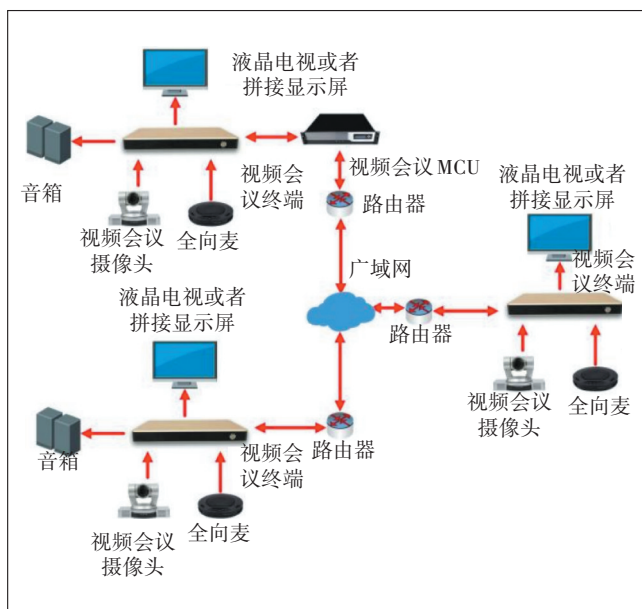 液晶电视或者
拼接显示屏
音箱
视频会
议终端
视频会议MCU
路由器
视频会议
摄像头
全向麦
广域网
液晶电视或者
拼接显示屏
视频会
议终端
路由器
视频会议
摄像头
全向麦
液晶电视或者
拼接显示屏
音箱
视频会
议终端
路由器
视频会议
摄像头
全向麦